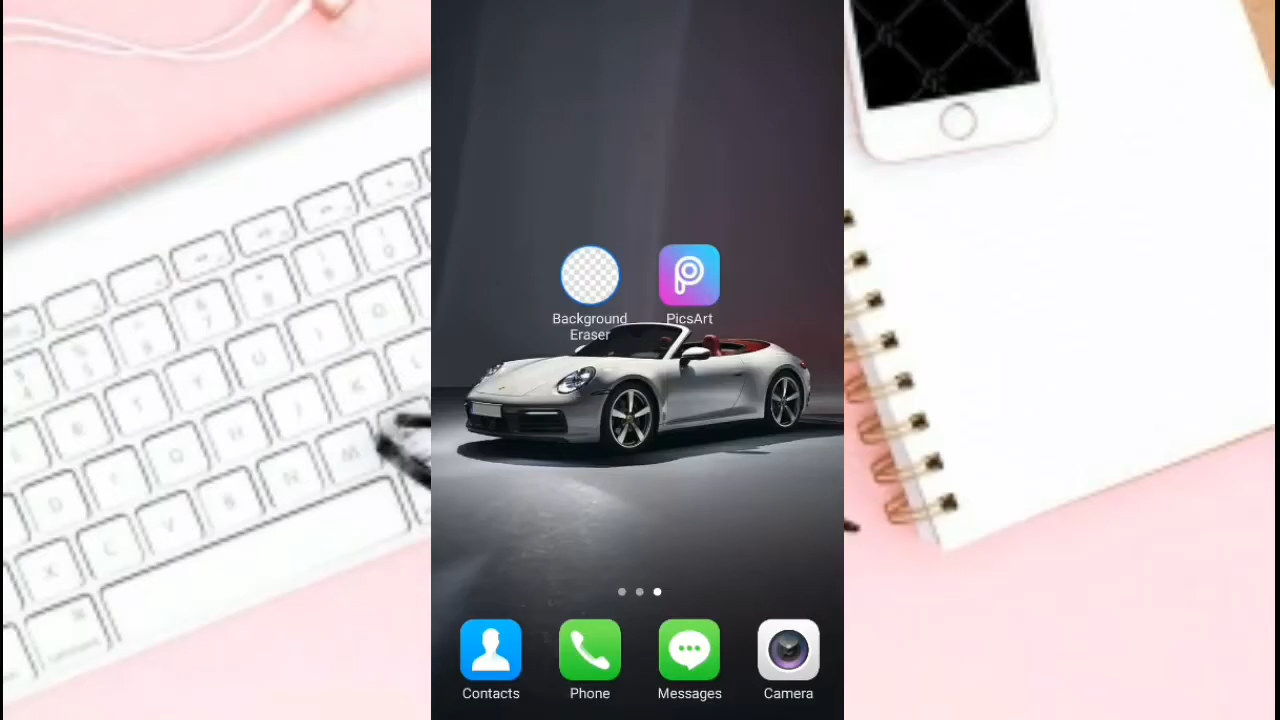 Background
Eraser
PicsArt
Contacts
Phone
Messages
Camera